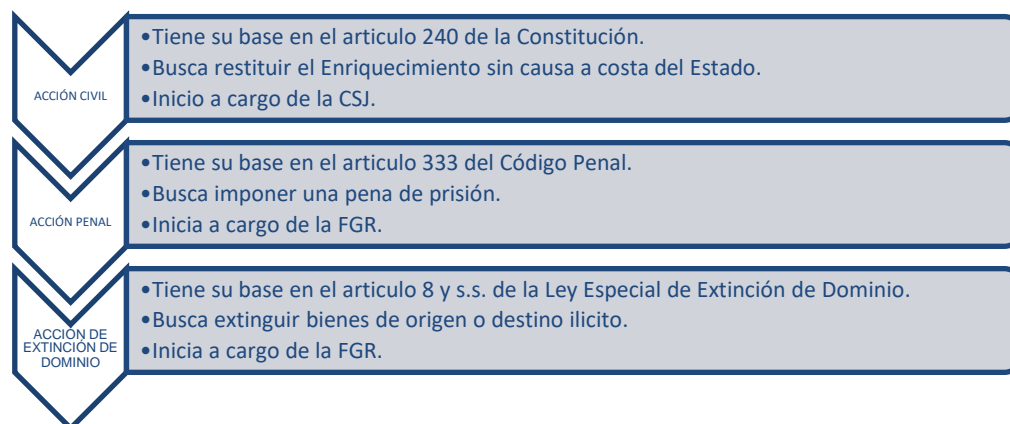 ACCIÓN CIVIL
•Tiene su base en el articulo 240 de la Constitución.
•Busca restituir el Enriquecimiento sin causa a costa del Estado.
•Inicio a cargo de la CSJ.
ACCIÓN PENAL
•Tiene su base en el articulo 333 del Código Penal.
•Busca imponer una pena de prisión.
•Inicia a cargo de la FGR.
ACCIÓN DE
EXTINCIÓN DE
DOMINIO
•Tiene su base en el articulo 8 y s.s. de la Ley Especial de Extinción de Dominio.
•Busca extinguir bienes de origen o destino ilicito.
•Inicia a cargo de la FGR.